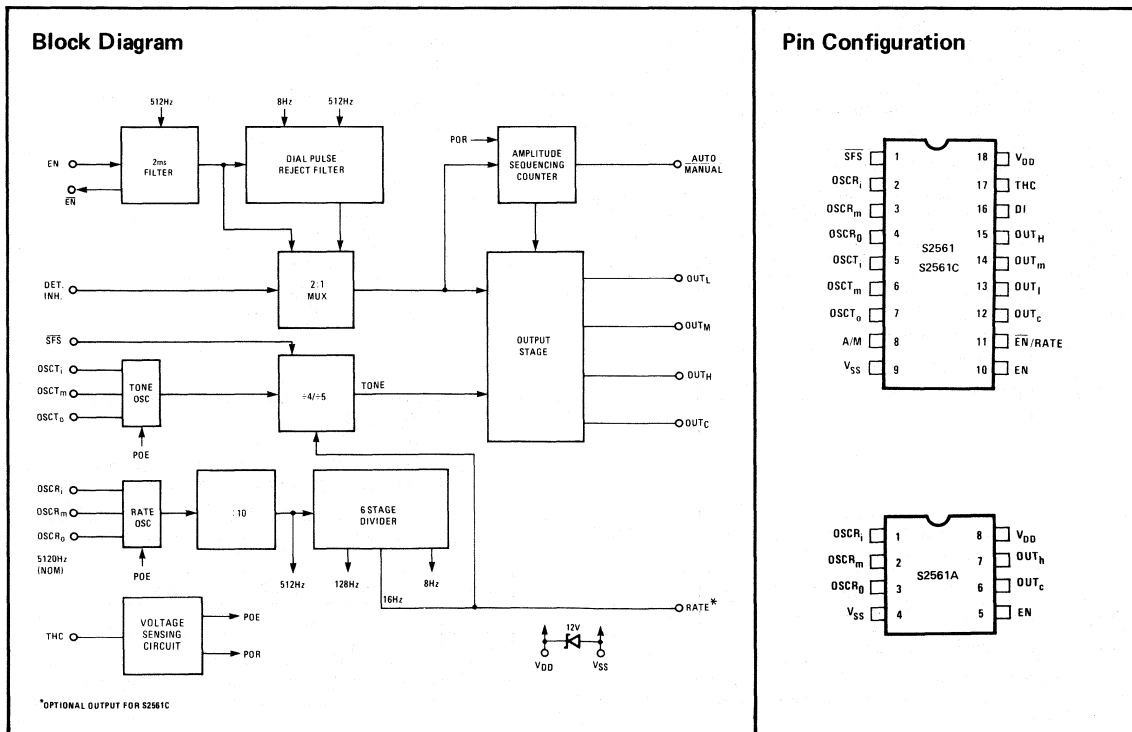 Block Diagram
512Hz
8Hz
512Hz
POR
EN
2ms
FILTER
DIAL PULSE
REJECT FILTER
AMPLITUDE
SEQUENCING
COUNTER
AUTO
MANUAL
E̅N̅
DET.
INH.
2:1
MUX
OUTPUT
STAGE
OUTL
OUTM
OUTH
OUTC
S̅F̅S̅
OSCTi
OSCTm
OSCTo
TONE
OSC
÷4/÷5
TONE
POE
OSCRi
OSCRm
OSCRo
5120Hz
(NOM)
RATE
OSC
:10
6 STAGE
DIVIDER
POE
512Hz
128Hz
16Hz
8Hz
RATE*
THC
VOLTAGE
SENSING
CIRCUIT
POE
POR
12V
VDD
VSS
*OPTIONAL OUTPUT FOR S2561C
Pin Configuration
S̅F̅S̅ 1 18 VDD
OSCRi 2 17 THC
OSCRm 3 16 DI
OSCR0 4 15 OUTH
S2561
S2561C
OSCTi 5 14 OUTm
OSCTm 6 13 OUTl
OSCTo 7 12 OUTc
A/M 8 11 E̅N̅/RATE
VSS 9 10 EN
OSCRi 1 8 VDD
OSCRm 2 7 OUTh
S2561A
OSCR0 3 6 OUTc
VSS 4 5 EN